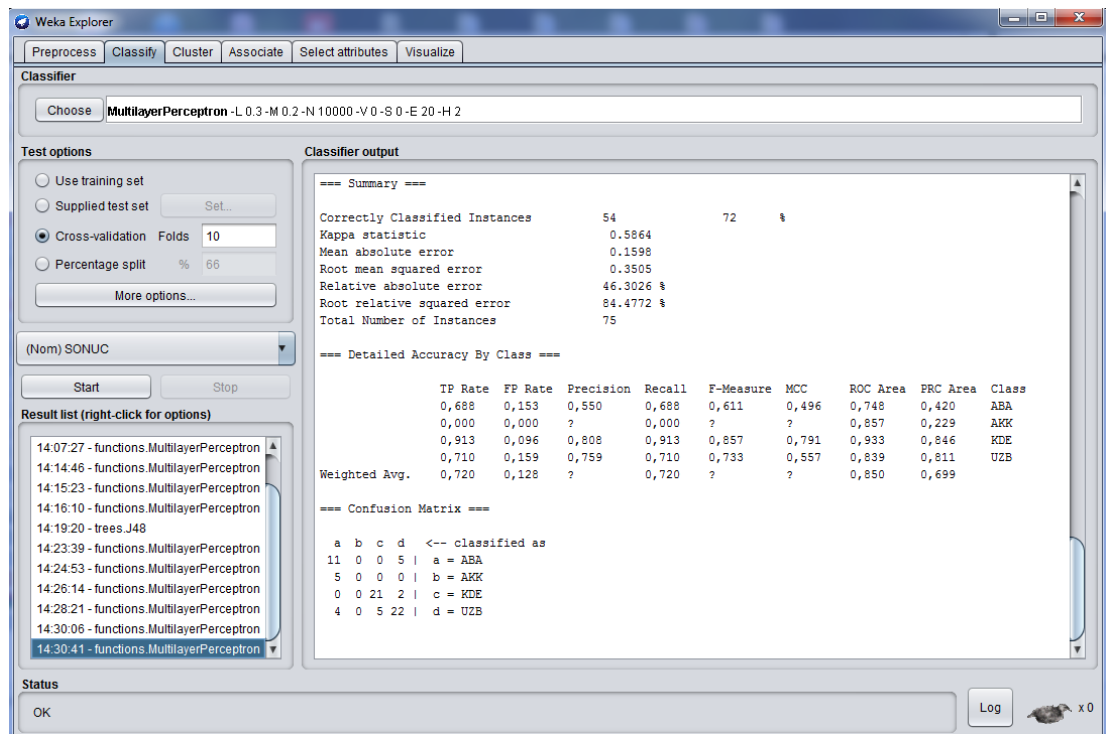 Weka Explorer
Preprocess Classify Cluster Associate Select attributes Visualize
Classifier
Choose MultilayerPerceptron -L 0.3 -M 0.2 -N 10000 -V 0 -S 0 -E 20 -H 2
Test options
Use training set
Supplied test set Set...
Cross-validation Folds 10
Percentage split % 66
More options...
(Nom) SONUC
Start Stop
Result list (right-click for options)
14:07:27 - functions.MultilayerPerceptron
14:14:46 - functions.MultilayerPerceptron
14:15:23 - functions.MultilayerPerceptron
14:16:10 - functions.MultilayerPerceptron
14:19:20 - trees.J48
14:23:39 - functions.MultilayerPerceptron
14:24:53 - functions.MultilayerPerceptron
14:26:14 - functions.MultilayerPerceptron
14:28:21 - functions.MultilayerPerceptron
14:30:06 - functions.MultilayerPerceptron
14:30:41 - functions.MultilayerPerceptron
Classifier output
=== Summary ===
Correctly Classified Instances 54 72 %
Kappa statistic 0.5864
Mean absolute error 0.1598
Root mean squared error 0.3505
Relative absolute error 46.3026 %
Root relative squared error 84.4772 %
Total Number of Instances 75
=== Detailed Accuracy By Class ===
TP Rate FP Rate Precision Recall F-Measure MCC ROC Area PRC Area Class
0,688 0,153 0,550 0,688 0,611 0,496 0,748 0,420 ABA
0,000 0,000 ? 0,000 ? ? 0,857 0,229 AKK
0,913 0,096 0,808 0,913 0,857 0,791 0,933 0,846 KDE
0,710 0,159 0,759 0,710 0,733 0,557 0,839 0,811 UZB
Weighted Avg. 0,720 0,128 ? 0,720 ? ? 0,850 0,699
=== Confusion Matrix ===
a b c d <-- classified as
11 0 0 5 | a = ABA
5 0 0 0 | b = AKK
0 0 21 2 | c = KDE
4 0 5 22 | d = UZB
Status
OK
Log x 0